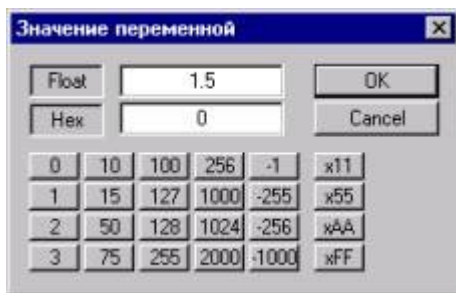 Значение переменной
Float 1.5 OK
Hex 0 Cancel
0 10 100 256 -1 x11
1 15 127 1000 -255 x55
2 50 128 1024 -256 xAA
3 75 255 2000 -1000 xFF